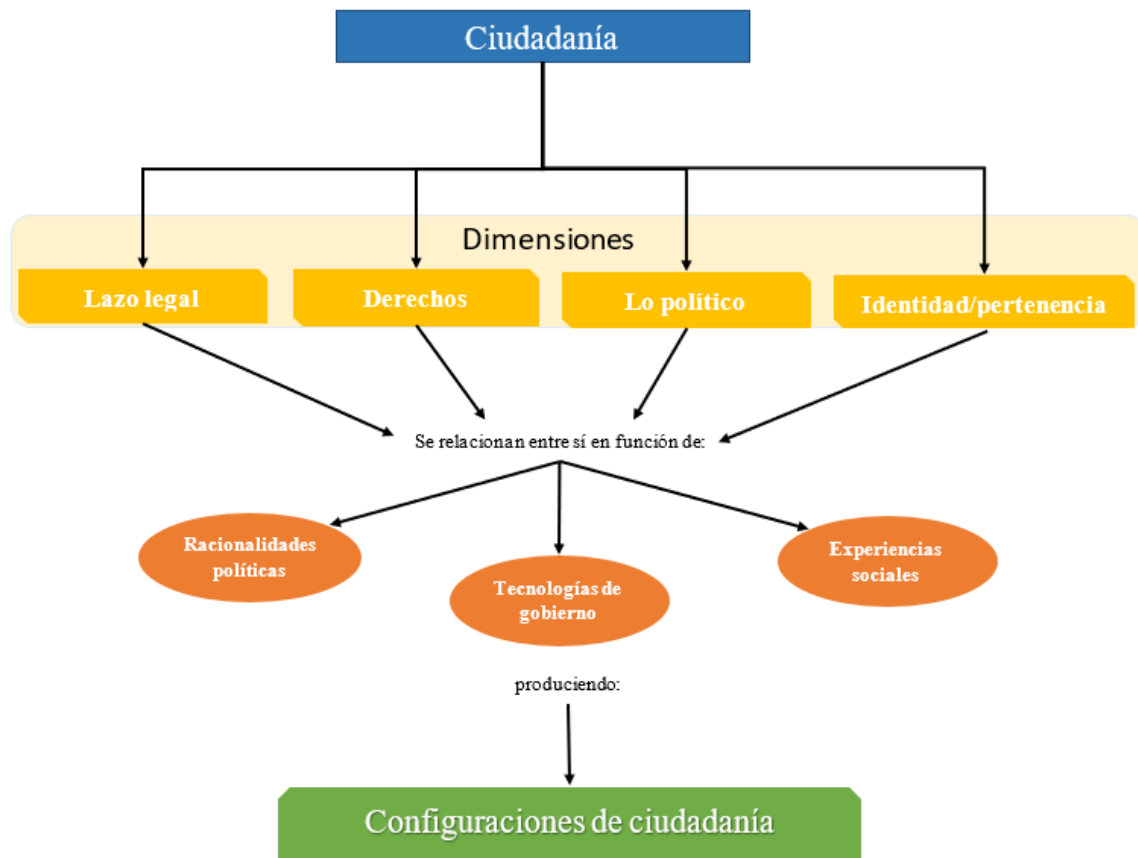 Ciudadanía
Dimensiones
Lazo legal
Derechos
Lo político
Identidad/pertenencia
Se relacionan entre sí en función de:
Racionalidades
políticas
Tecnologías de
gobierno
Experiencias
sociales
produciendo:
Configuraciones de ciudadanía